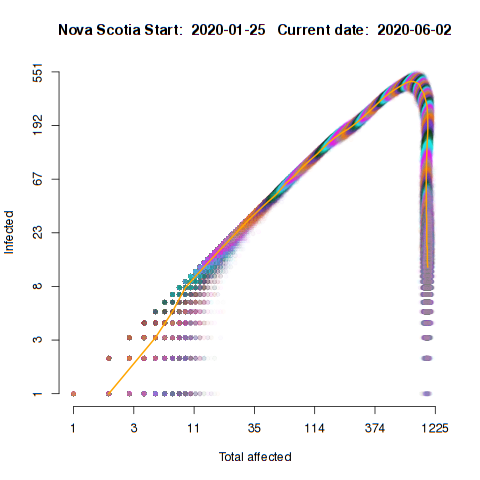 Nova Scotia Start:  2020-01-25   Current date:  2020-06-02
551
192
67
23
8
3
1
Infected
1 3 11 35 114 374 1225
Total affected